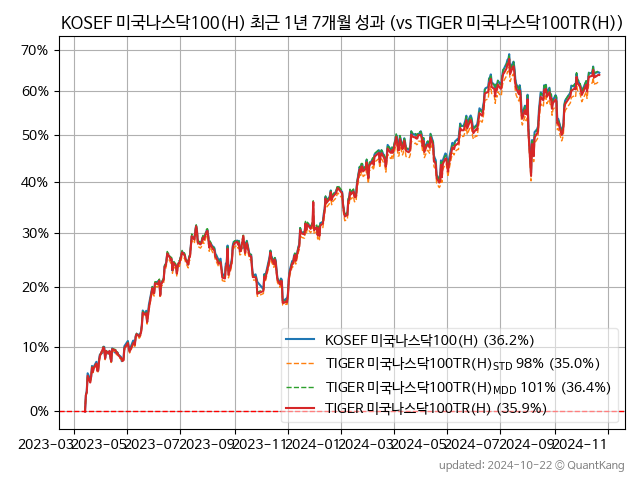 KOSEF 미국나스닥100(H) 최근 1년 7개월 성과 (vs TIGER 미국나스닥100TR(H))
70%
60%
50%
40%
30%
20%
10%
0%
KOSEF 미국나스닥100(H) (36.2%)
TIGER 미국나스닥100TR(H)STD 98% (35.0%)
TIGER 미국나스닥100TR(H)MDD 101% (36.4%)
TIGER 미국나스닥100TR(H) (35.9%)
2023-03 2023-05 2023-07 2023-09 2023-11 2024-01 2024-03 2024-05 2024-07 2024-09 2024-11
updated: 2024-10-22 ⓒ QuantKang